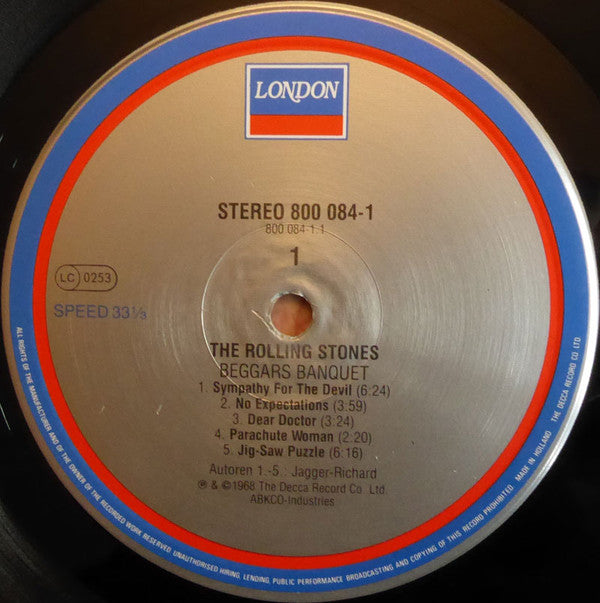 LONDON
STEREO 800 084-1
800 084-1.1
1
LC 0253
SPEED 33⅓
THE ROLLING STONES
BEGGARS BANQUET
1. Sympathy For The Devil (6:24)
2. No Expectations (3:59)
3. Dear Doctor (3:24)
4. Parachute Woman (2:20)
5. Jig-Saw Puzzle (6:16)
Autoren 1.-5.: Jagger-Richard
℗ & ©1968 The Decca Record Co. Ltd.
ABKCO-Industries
ALL RIGHTS OF THE MANUFACTURER AND OF THE OWNER OF THE RECORDED WORK RESERVED UNAUTHORISED HIRING, LENDING, PUBLIC PERFORMANCE BROADCASTING AND COPYING OF THIS RECORD PROHIBITED MADE IN HOLLAND THE DECCA RECORD CO LTD.